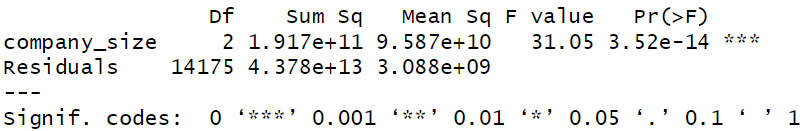 Df Sum Sq Mean Sq F value Pr(>F)
company_size 2 1.917e+11 9.587e+10 31.05 3.52e-14 ***
Residuals 14175 4.378e+13 3.088e+09
---
Signif. codes: 0 ‘***’ 0.001 ‘**’ 0.01 ‘*’ 0.05 ‘.’ 0.1 ‘ ’ 1